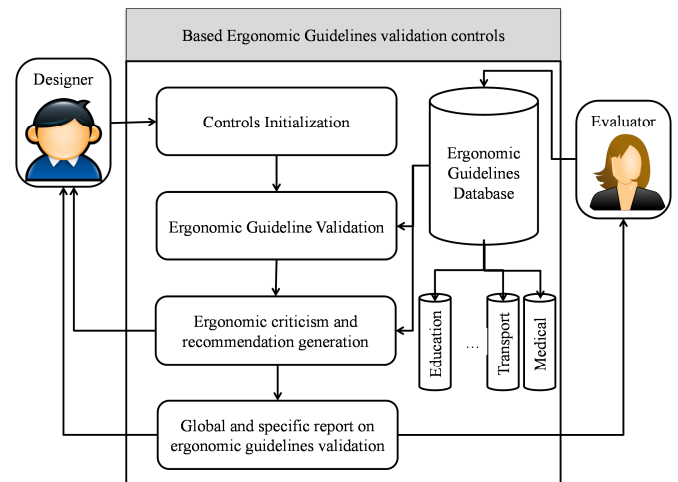 Based Ergonomic Guidelines validation controls
Designer
Controls Initialization
Ergonomic
Guidelines
Database
Evaluator
Ergonomic Guideline Validation
Ergonomic criticism and
recommendation generation
Education
...
Transport
Medical
Global and specific report on
ergonomic guidelines validation